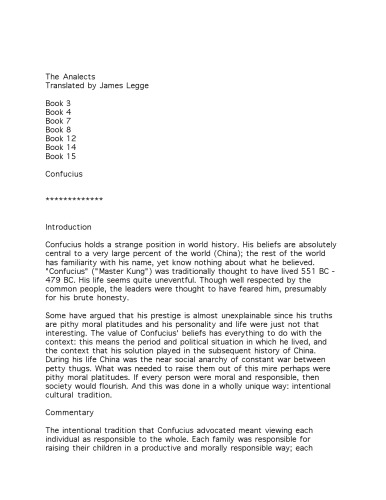 The Analects
Translated by James Legge
Book 3
Book 4
Book 7
Book 8
Book 12
Book 14
Book 15
Confucius
*************
Introduction
Confucius holds a strange position in world history. His beliefs are absolutely
central to a very large percent of the world (China); the rest of the world
has familiarity with his name, yet know nothing about what he believed.
"Confucius" ("Master Kung") was traditionally thought to have lived 551 BC -
479 BC. His life seems quite uneventful. Though well respected by the
common people, the leaders were thought to have feared him, presumably
for his brute honesty.
Some have argued that his prestige is almost unexplainable since his truths
are pithy moral platitudes and his personality and life were just not that
interesting. The value of Confucius' beliefs has everything to do with the
context: this means the period and political situation in which he lived, and
the context that his solution played in the subsequent history of China.
During his life China was the near social anarchy of constant war between
petty thugs. What was needed to raise them out of this mire perhaps were
pithy moral platitudes. If every person were moral and responsible, then
society would flourish. And this was done in a wholly unique way: intentional
cultural tradition.
Commentary
The intentional tradition that Confucius advocated meant viewing each
individual as responsible to the whole. Each family was responsible for
raising their children in a productive and morally responsible way; each